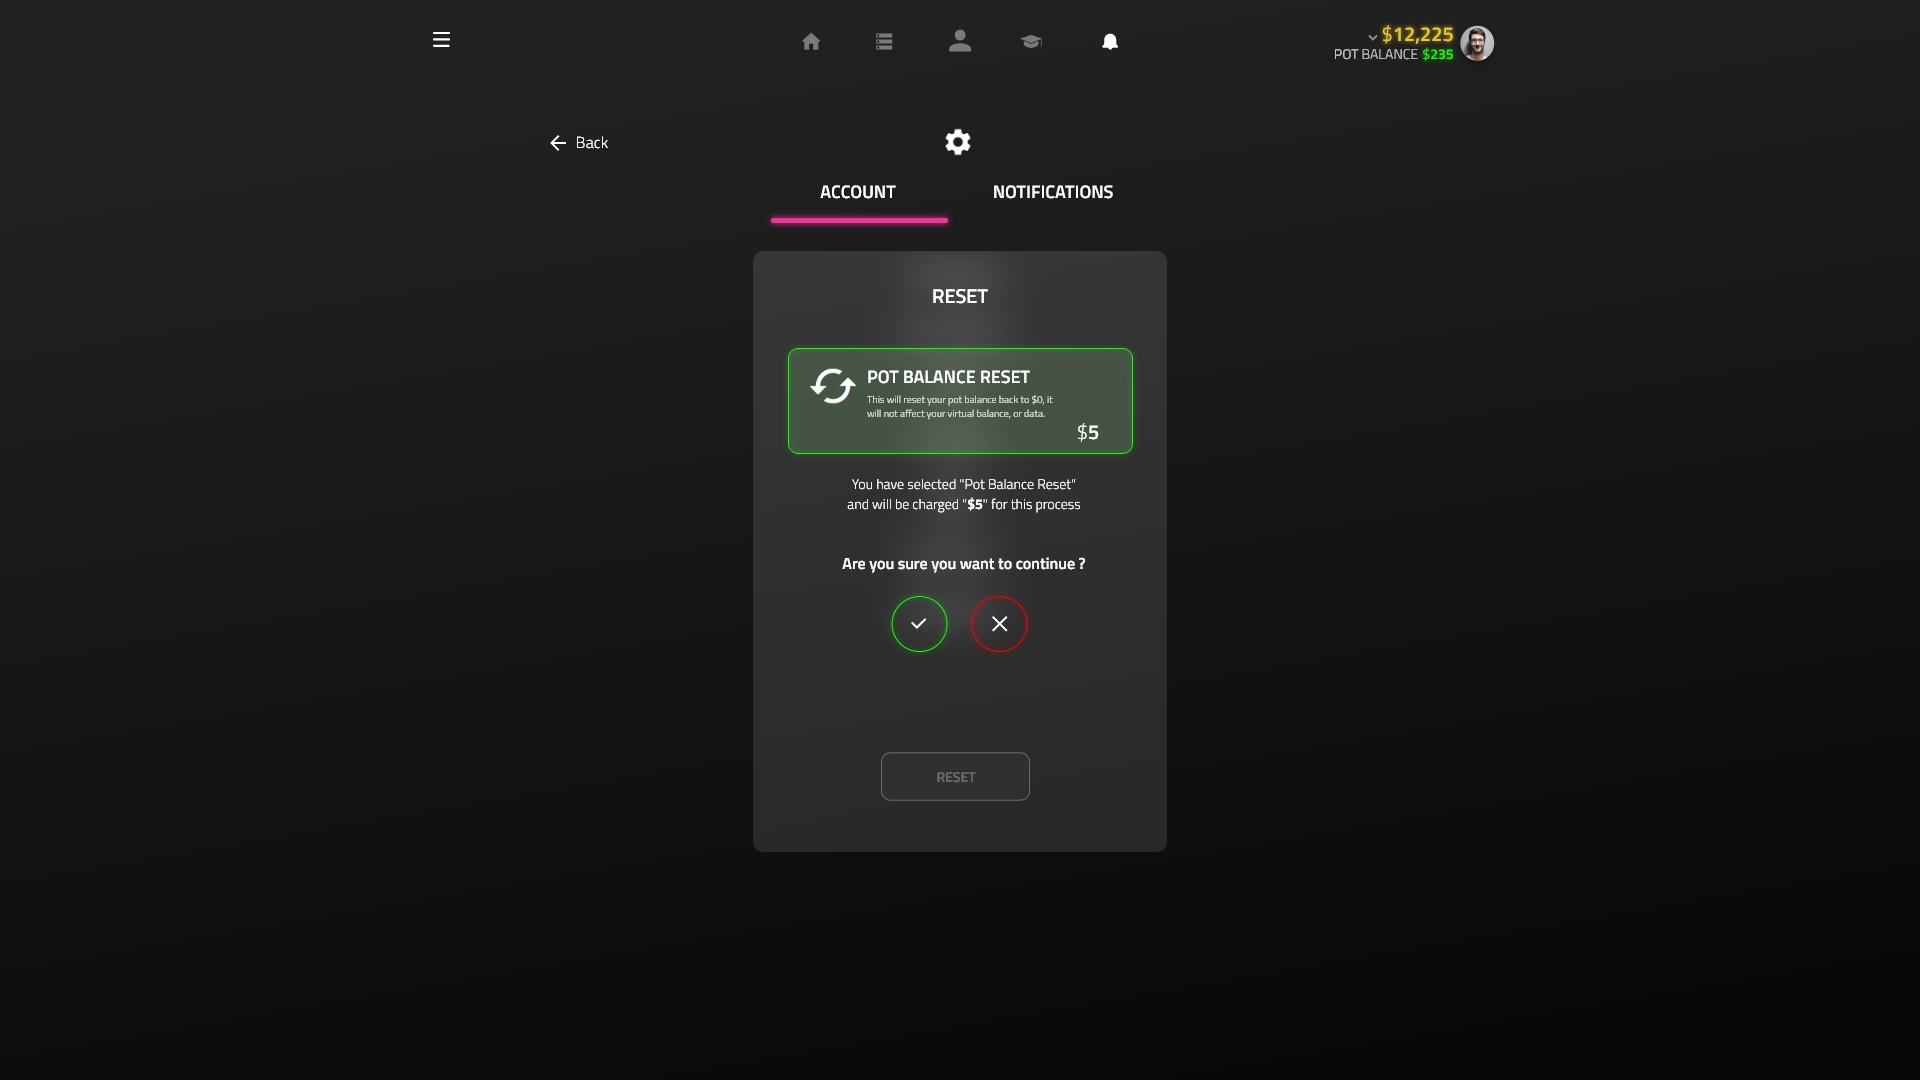 $12,225
POT BALANCE $235
Back
ACCOUNT
NOTIFICATIONS
RESET
POT BALANCE RESET
This will reset your pot balance back to $0, it
will not affect your virtual balance, or data.
$5
You have selected "Pot Balance Reset"
and will be charged "$5" for this process
Are you sure you want to continue ?
RESET